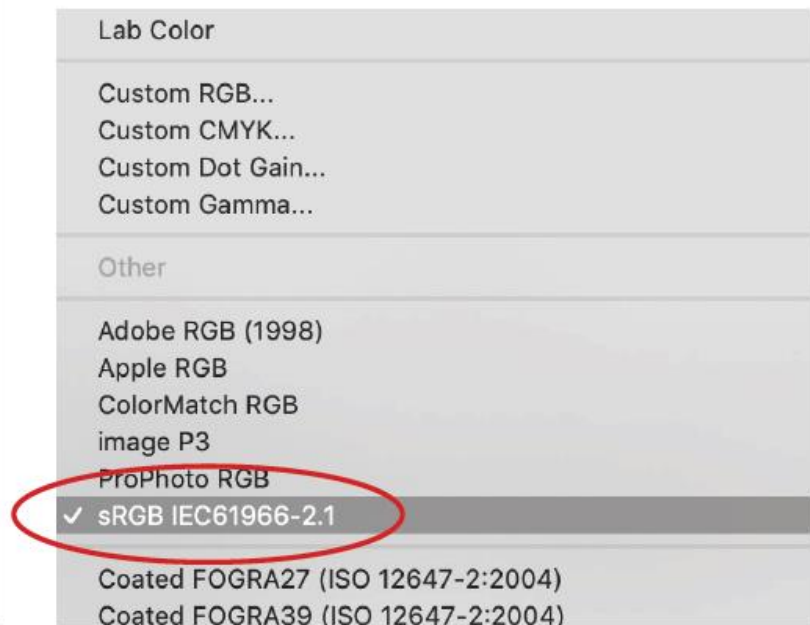 Lab Color
Custom RGB...
Custom CMYK...
Custom Dot Gain...
Custom Gamma...
Other
Adobe RGB (1998)
Apple RGB
ColorMatch RGB
image P3
ProPhoto RGB
✓ sRGB IEC61966-2.1
Coated FOGRA27 (ISO 12647-2:2004)
Coated FOGRA39 (ISO 12647-2:2004)